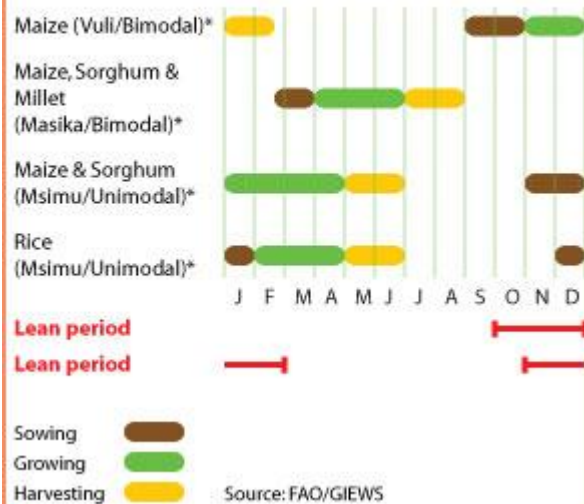 Maize (Vuli/Bimodal)*
Maize, Sorghum &
Millet
(Masika/Bimodal)*
Maize & Sorghum
(Msimu/Unimodal)*
Rice
(Msimu/Unimodal)*
J F M A M J J A S O N D
Lean period
Lean period
Sowing
Growing
Harvesting Source: FAO/GIEWS